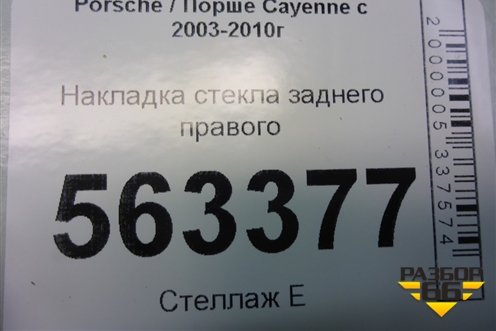 Porsche / Порше Cayenne с
2003-2010г
Накладка стекла заднего
правого
563377
Стеллаж Е
2000005337574
РАЗБОР
66